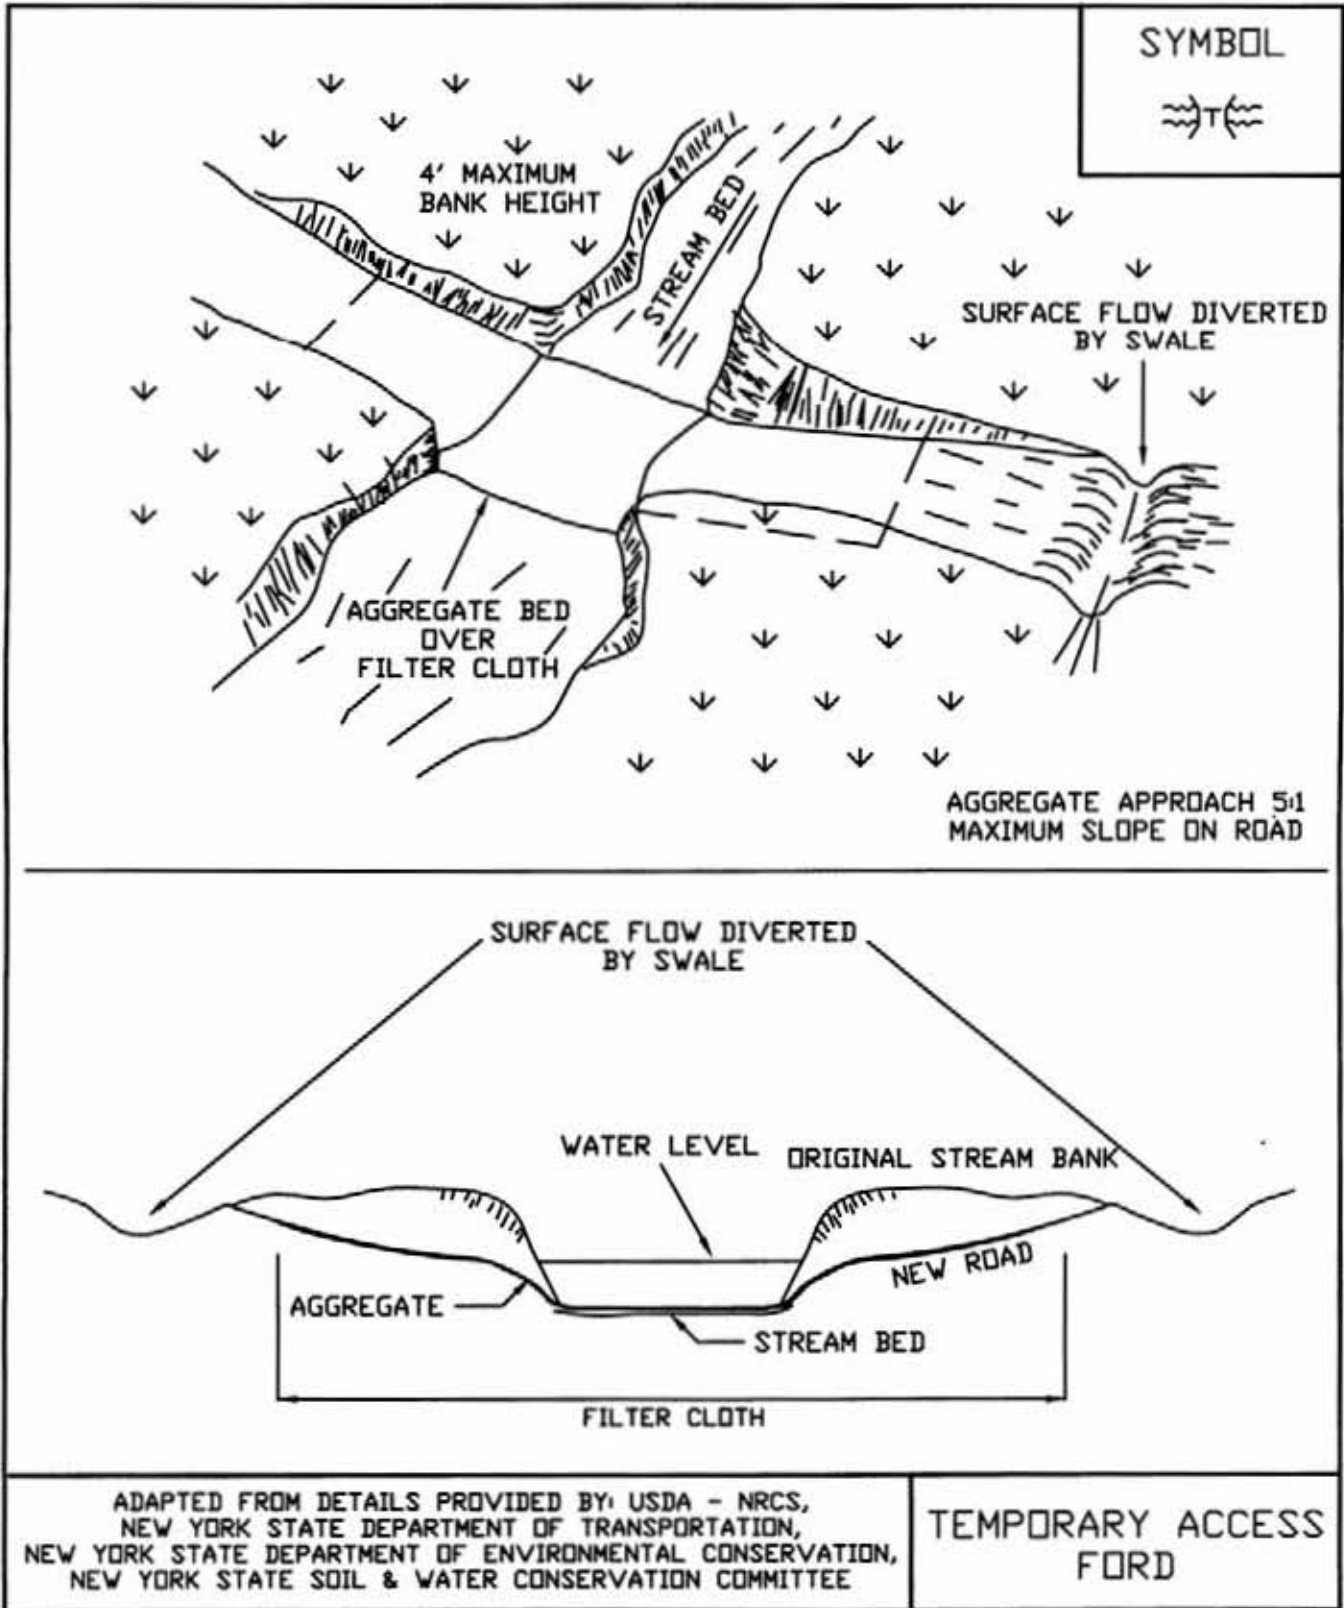 SYMBOL
T
4' MAXIMUM
BANK HEIGHT
STREAM BED
SURFACE FLOW DIVERTED
BY SWALE
AGGREGATE BED
OVER
FILTER CLOTH
AGGREGATE APPROACH 5:1
MAXIMUM SLOPE ON ROAD
SURFACE FLOW DIVERTED
BY SWALE
WATER LEVEL
ORIGINAL STREAM BANK
NEW ROAD
AGGREGATE
STREAM BED
FILTER CLOTH
ADAPTED FROM DETAILS PROVIDED BY: USDA - NRCS,
NEW YORK STATE DEPARTMENT OF TRANSPORTATION,
NEW YORK STATE DEPARTMENT OF ENVIRONMENTAL CONSERVATION,
NEW YORK STATE SOIL & WATER CONSERVATION COMMITTEE
TEMPORARY ACCESS
FORD